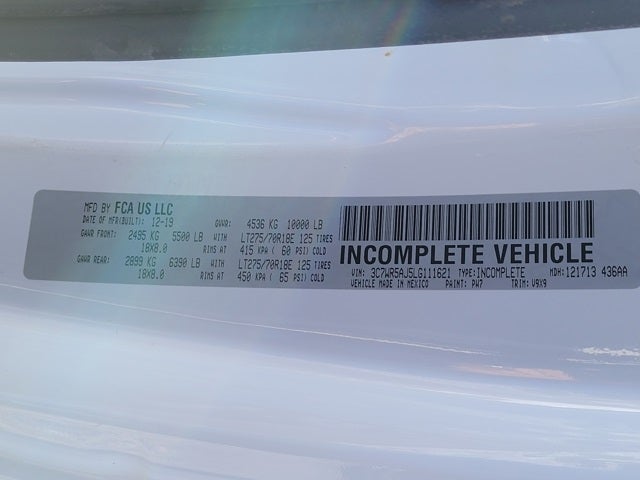 MFD BY FCA US LLC
DATE OF MFR(BUILT): 12-19 GVWR: 4536 KG 10000 LB
GAWR FRONT: 2495 KG 5500 LB WITH LT275/70R18E 125 TIRES
18X8.0 RIMS AT 415 KPA ( 60 PSI) COLD
GAWR REAR: 2899 KG 6390 LB WITH LT275/70R18E 125 TIRES
18X8.0 RIMS AT 450 KPA ( 65 PSI) COLD
INCOMPLETE VEHICLE
VIN: 3C7WR5AJ5LG111621 TYPE: INCOMPLETE MDH: 121713 436AA
VEHICLE MADE IN MEXICO PAINT: PW7 TRIM: V9X9